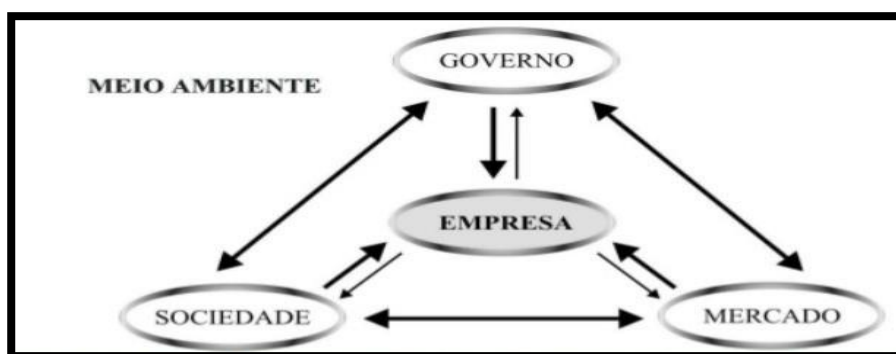 GOVERNO
MEIO AMBIENTE
EMPRESA
SOCIEDADE
MERCADO